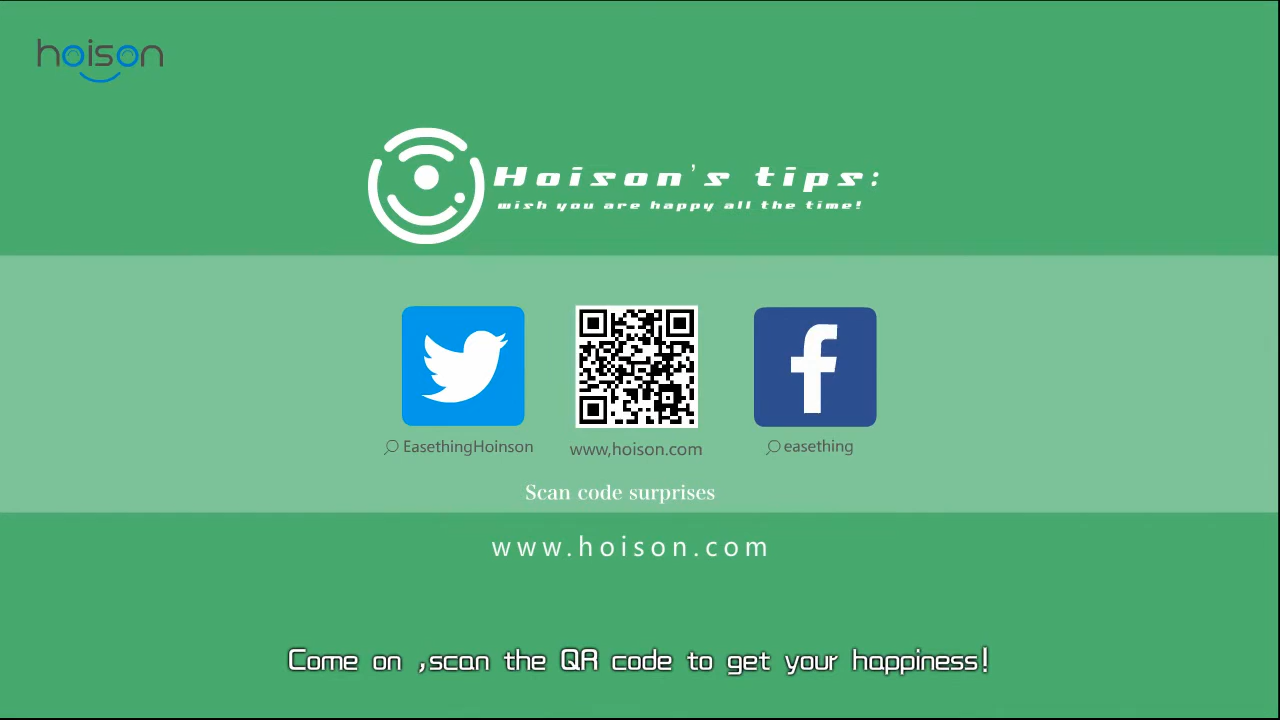 hoison
Hoison's tips:
wish you are happy all the time!
EasethingHoinson
www,hoison.com
easething
Scan code surprises
www.hoison.com
Come on ,scan the QR code to get your happiness!